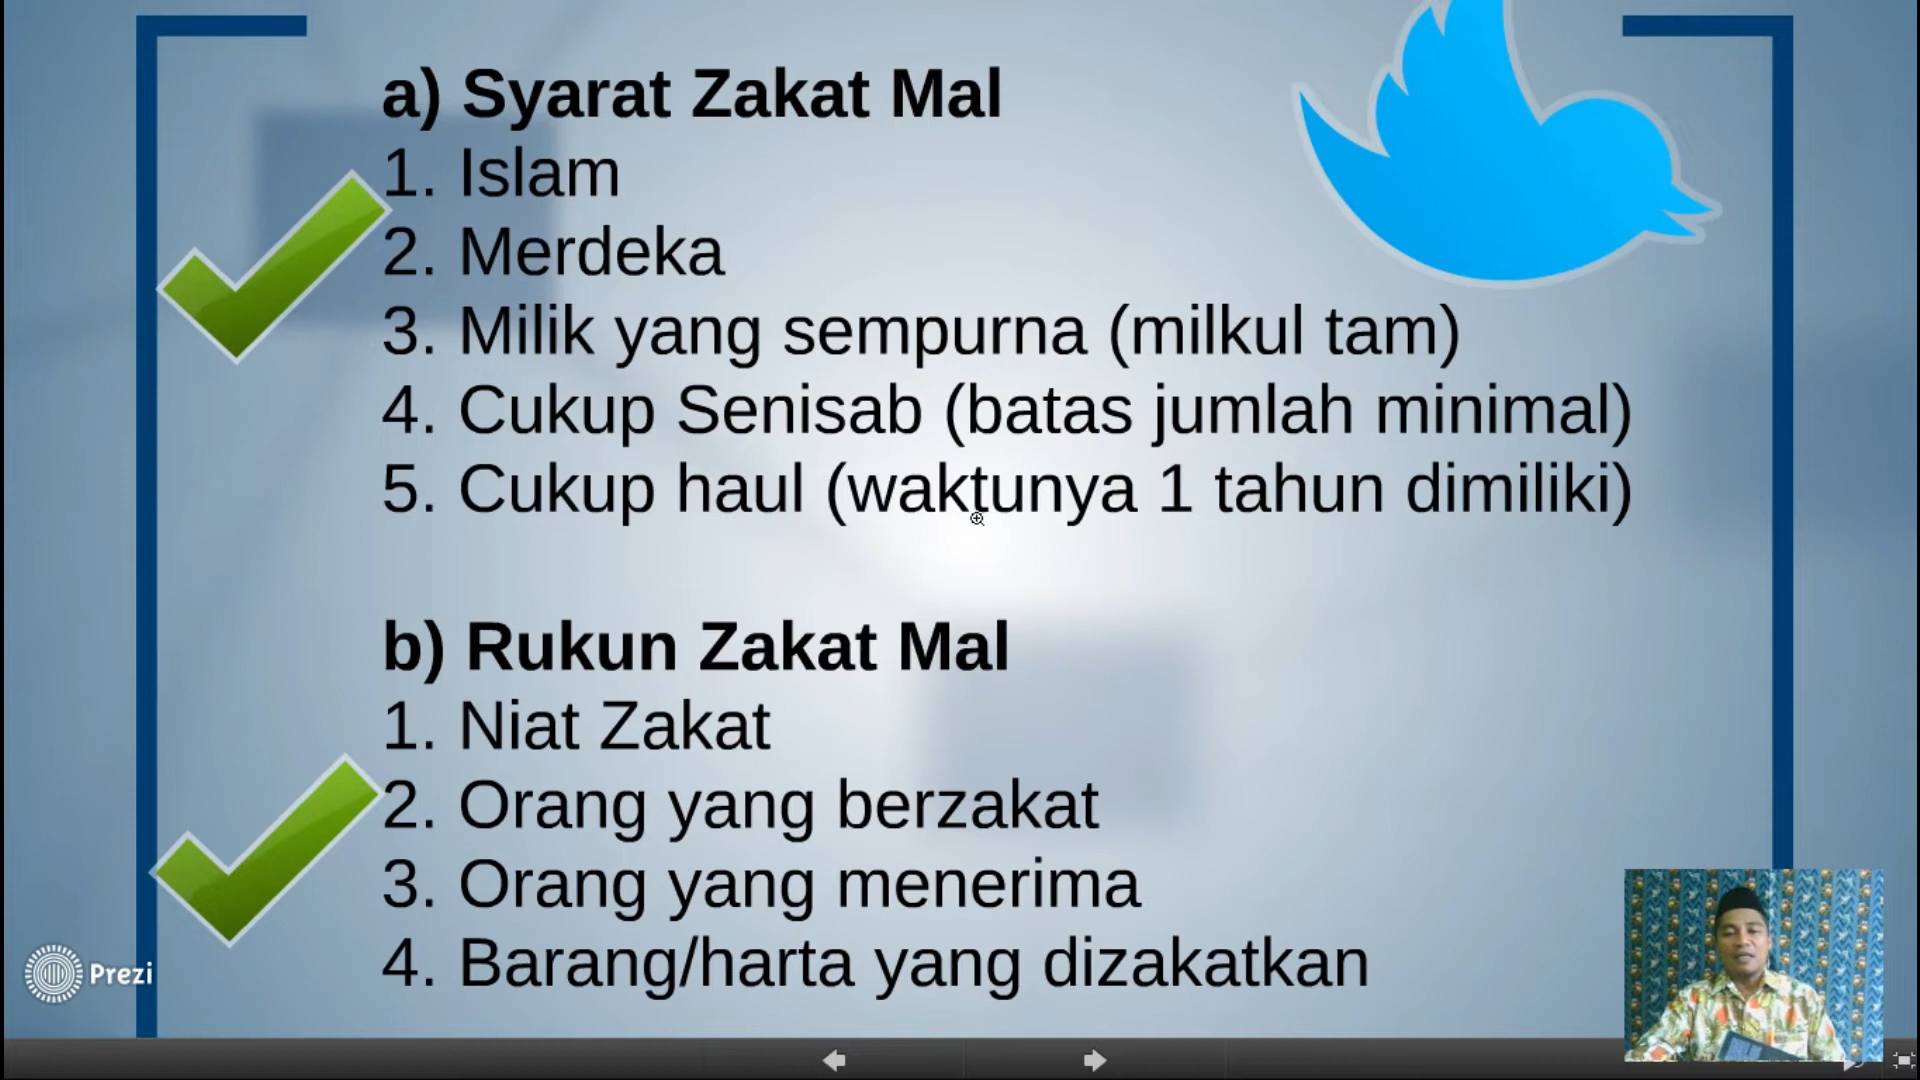 a) Syarat Zakat Mal
1. Islam
2. Merdeka
3. Milik yang sempurna (milkul tam)
4. Cukup Senisab (batas jumlah minimal)
5. Cukup haul (waktunya 1 tahun dimiliki)
b) Rukun Zakat Mal
1. Niat Zakat
2. Orang yang berzakat
3. Orang yang menerima
4. Barang/harta yang dizakatkan
Prezi